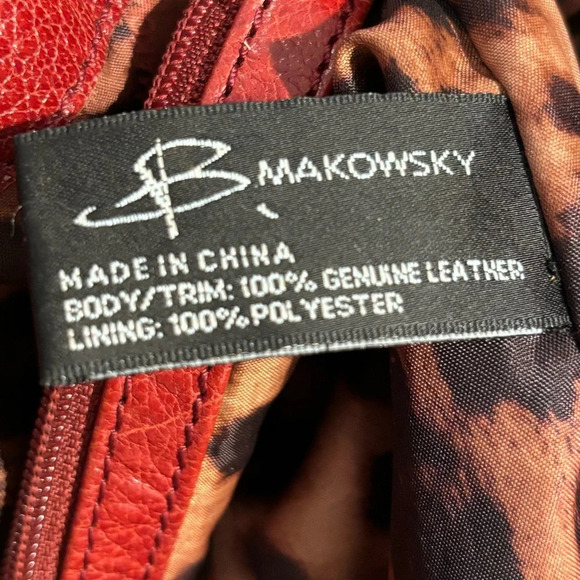 B. MAKOWSKY
MADE IN CHINA
BODY/TRIM: 100% GENUINE LEATHER
LINING: 100% POLYESTER